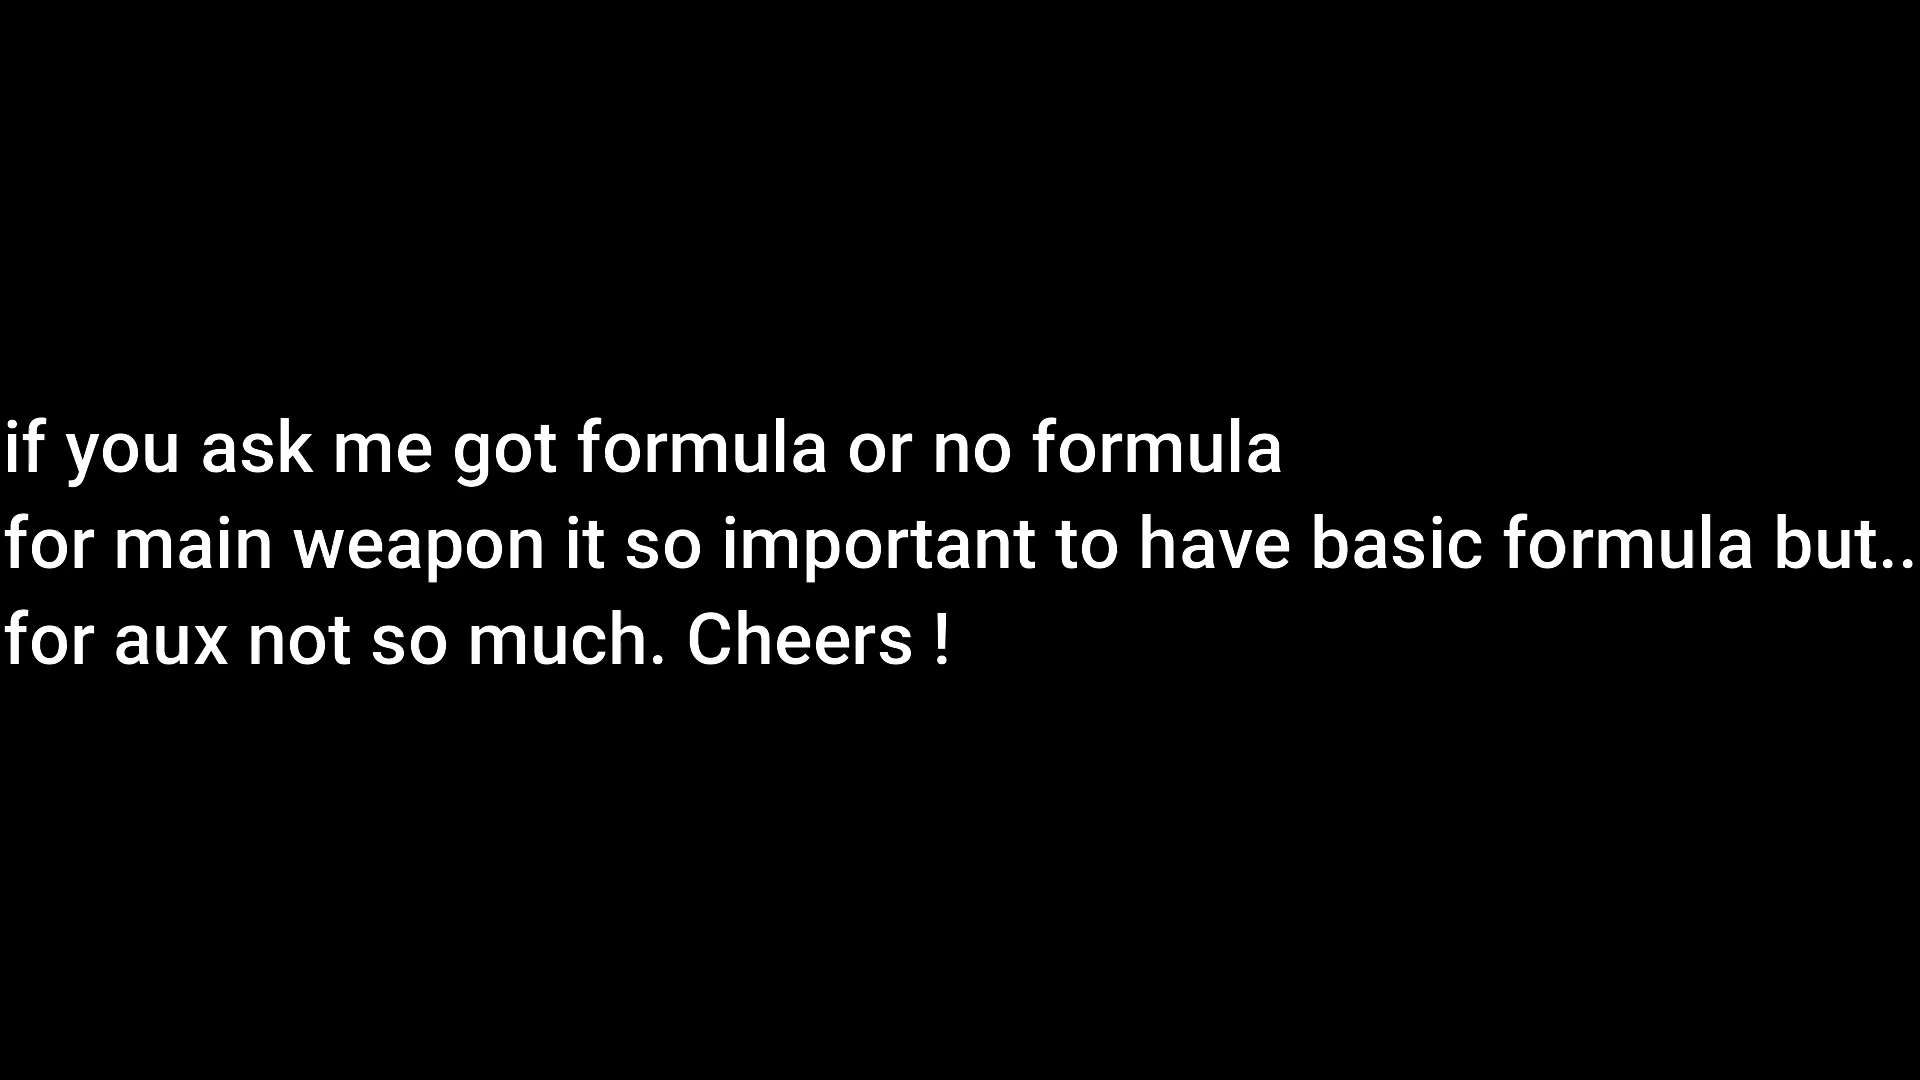 if you ask me got formula or no formula
for main weapon it so important to have basic formula but..
for aux not so much. Cheers !